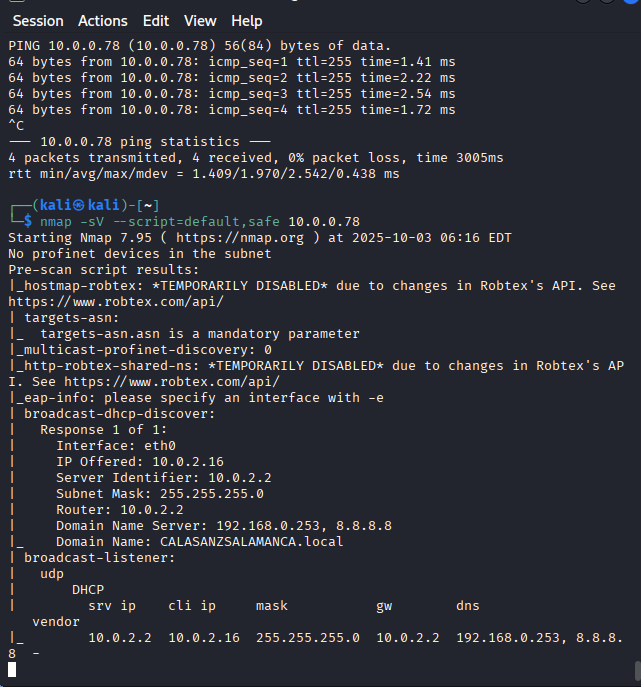 Session Actions Edit View Help
PING 10.0.0.78 (10.0.0.78) 56(84) bytes of data.
64 bytes from 10.0.0.78: icmp_seq=1 ttl=255 time=1.41 ms
64 bytes from 10.0.0.78: icmp_seq=2 ttl=255 time=2.22 ms
64 bytes from 10.0.0.78: icmp_seq=3 ttl=255 time=2.54 ms
64 bytes from 10.0.0.78: icmp_seq=4 ttl=255 time=1.72 ms
^C
--- 10.0.0.78 ping statistics ---
4 packets transmitted, 4 received, 0% packet loss, time 3005ms
rtt min/avg/max/mdev = 1.409/1.970/2.542/0.438 ms
┌──(kali㉿kali)-[~]
└─$ nmap -sV --script=default,safe 10.0.0.78
Starting Nmap 7.95 ( https://nmap.org ) at 2025-10-03 06:16 EDT
No profinet devices in the subnet
Pre-scan script results:
|_hostmap-robtex: *TEMPORARILY DISABLED* due to changes in Robtex's API. See
https://www.robtex.com/api/
| targets-asn:
|_  targets-asn.asn is a mandatory parameter
|_multicast-profinet-discovery: 0
|_http-robtex-shared-ns: *TEMPORARILY DISABLED* due to changes in Robtex's AP
I. See https://www.robtex.com/api/
|_eap-info: please specify an interface with -e
| broadcast-dhcp-discover:
|   Response 1 of 1:
|     Interface: eth0
|     IP Offered: 10.0.2.16
|     Server Identifier: 10.0.2.2
|     Subnet Mask: 255.255.255.0
|     Router: 10.0.2.2
|     Domain Name Server: 192.168.0.253, 8.8.8.8
|_    Domain Name: CALASANZSALAMANCA.local
| broadcast-listener:
|   udp
|       DHCP
|         srv ip    cli ip     mask           gw        dns
   vendor
|_        10.0.2.2  10.0.2.16  255.255.255.0  10.0.2.2  192.168.0.253, 8.8.8.
8  -